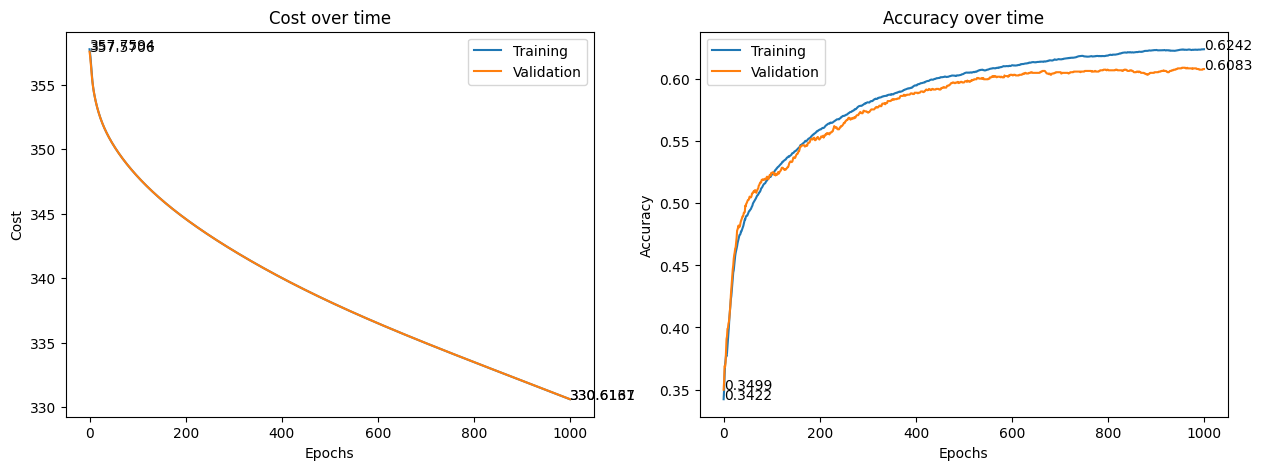 Cost over time
Training
Validation
355
350
345
340
335
330
Cost
0
200
400
600
800
1000
Epochs
Accuracy over time
Training
Validation
0.6242
0.6083
0.60
0.55
0.50
0.45
0.40
0.35
0.3499
0.3422
Accuracy
0
200
400
600
800
1000
Epochs